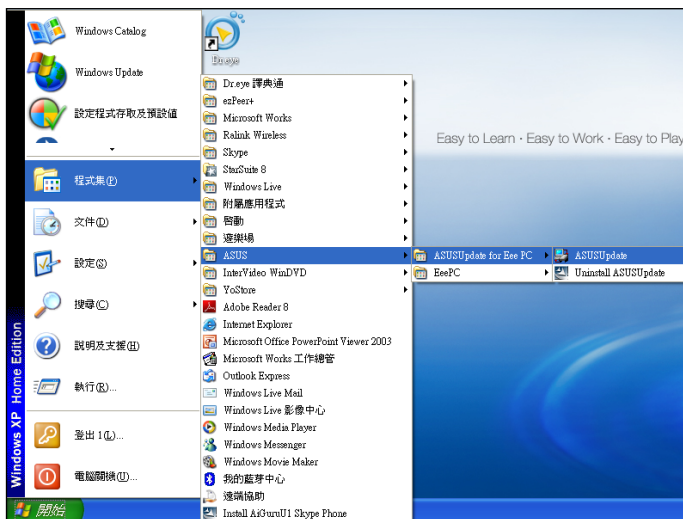 Windows Catalog
Windows Update
設定程式存取及預設值
程式集(P)
文件(D)
設定(S)
搜尋(C)
說明及支援(H)
執行(R)...
登出 1(L)...
電腦關機(U)...
Windows XP Home Edition
開始
Dr.eye
Easy to Learn · Easy to Work · Easy to Play
Dr.eye 譯典通
ezPeer+
Microsoft Works
Ralink Wireless
Skype
StarSuite 8
Windows Live
附屬應用程式
啟動
遊樂場
ASUS
InterVideo WinDVD
YoStore
Adobe Reader 8
Internet Explorer
Microsoft Office PowerPoint Viewer 2003
Microsoft Works 工作總管
Outlook Express
Windows Live Mail
Windows Live 影像中心
Windows Media Player
Windows Messenger
Windows Movie Maker
我的藍芽中心
遠端協助
Install AiGuruU1 Skype Phone
ASUSUpdate for Eee PC
EeePC
ASUSUpdate
Uninstall ASUSUpdate